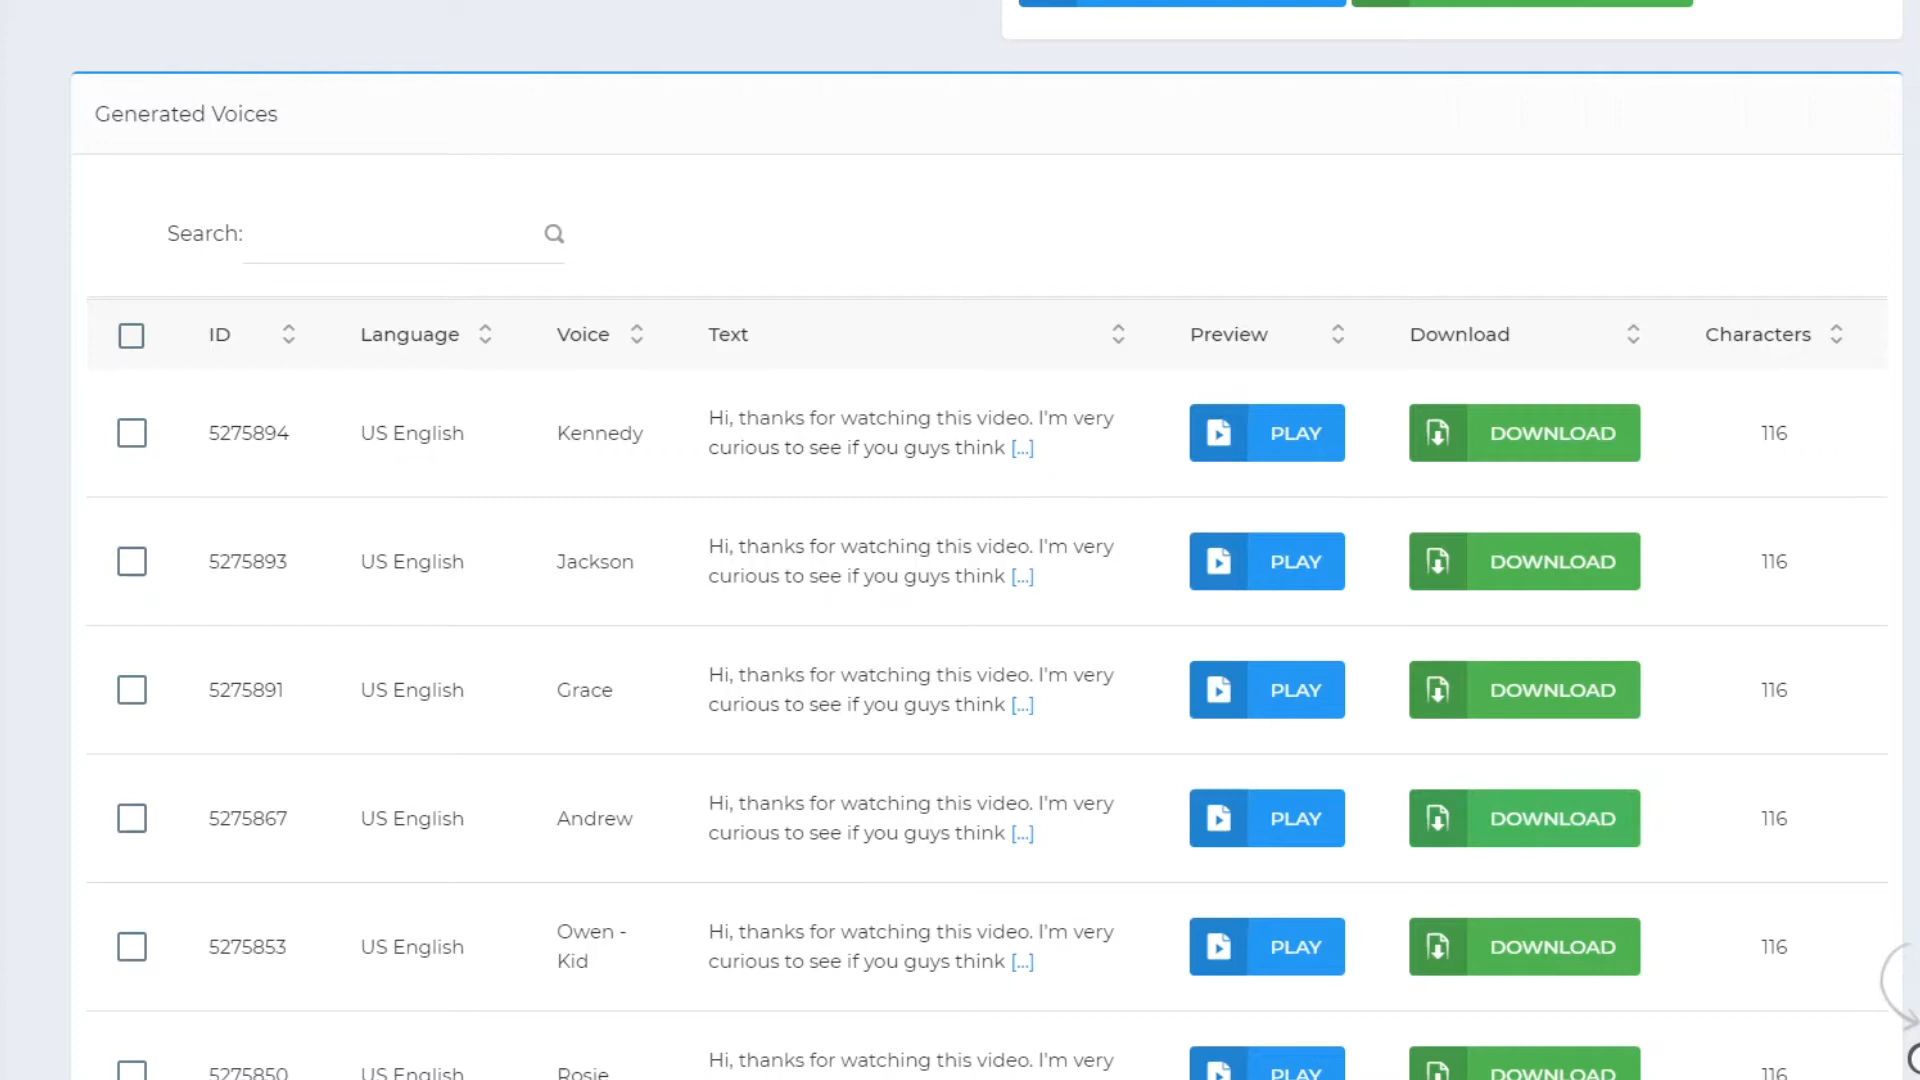 Generated Voices
Search:
ID Language Voice Text Preview Download Characters
5275894 US English Kennedy Hi, thanks for watching this video. I'm very
curious to see if you guys think [...] PLAY DOWNLOAD 116
5275893 US English Jackson Hi, thanks for watching this video. I'm very
curious to see if you guys think [...] PLAY DOWNLOAD 116
5275891 US English Grace Hi, thanks for watching this video. I'm very
curious to see if you guys think [...] PLAY DOWNLOAD 116
5275867 US English Andrew Hi, thanks for watching this video. I'm very
curious to see if you guys think [...] PLAY DOWNLOAD 116
5275853 US English Owen -
Kid Hi, thanks for watching this video. I'm very
curious to see if you guys think [...] PLAY DOWNLOAD 116
5275850 US English Rosie Hi, thanks for watching this video. I'm very
PLAY DOWNLOAD 116